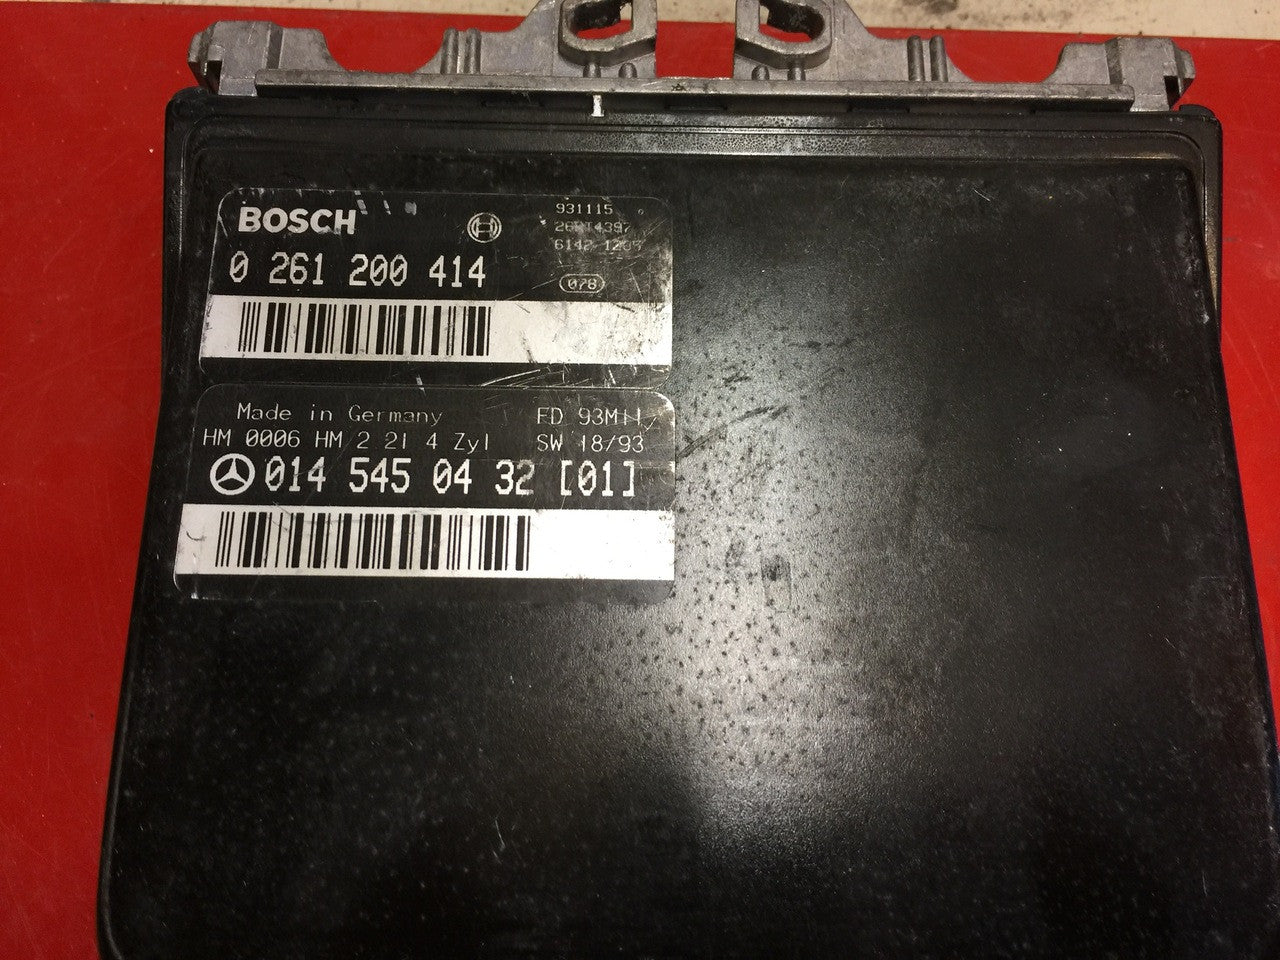 BOSCH
931115
0 261 200 414
078
Made in Germany
FD 93M11
HM 0006 HM 2 2l 4 Zyl
SW 18/93
014 545 04 32 [01]